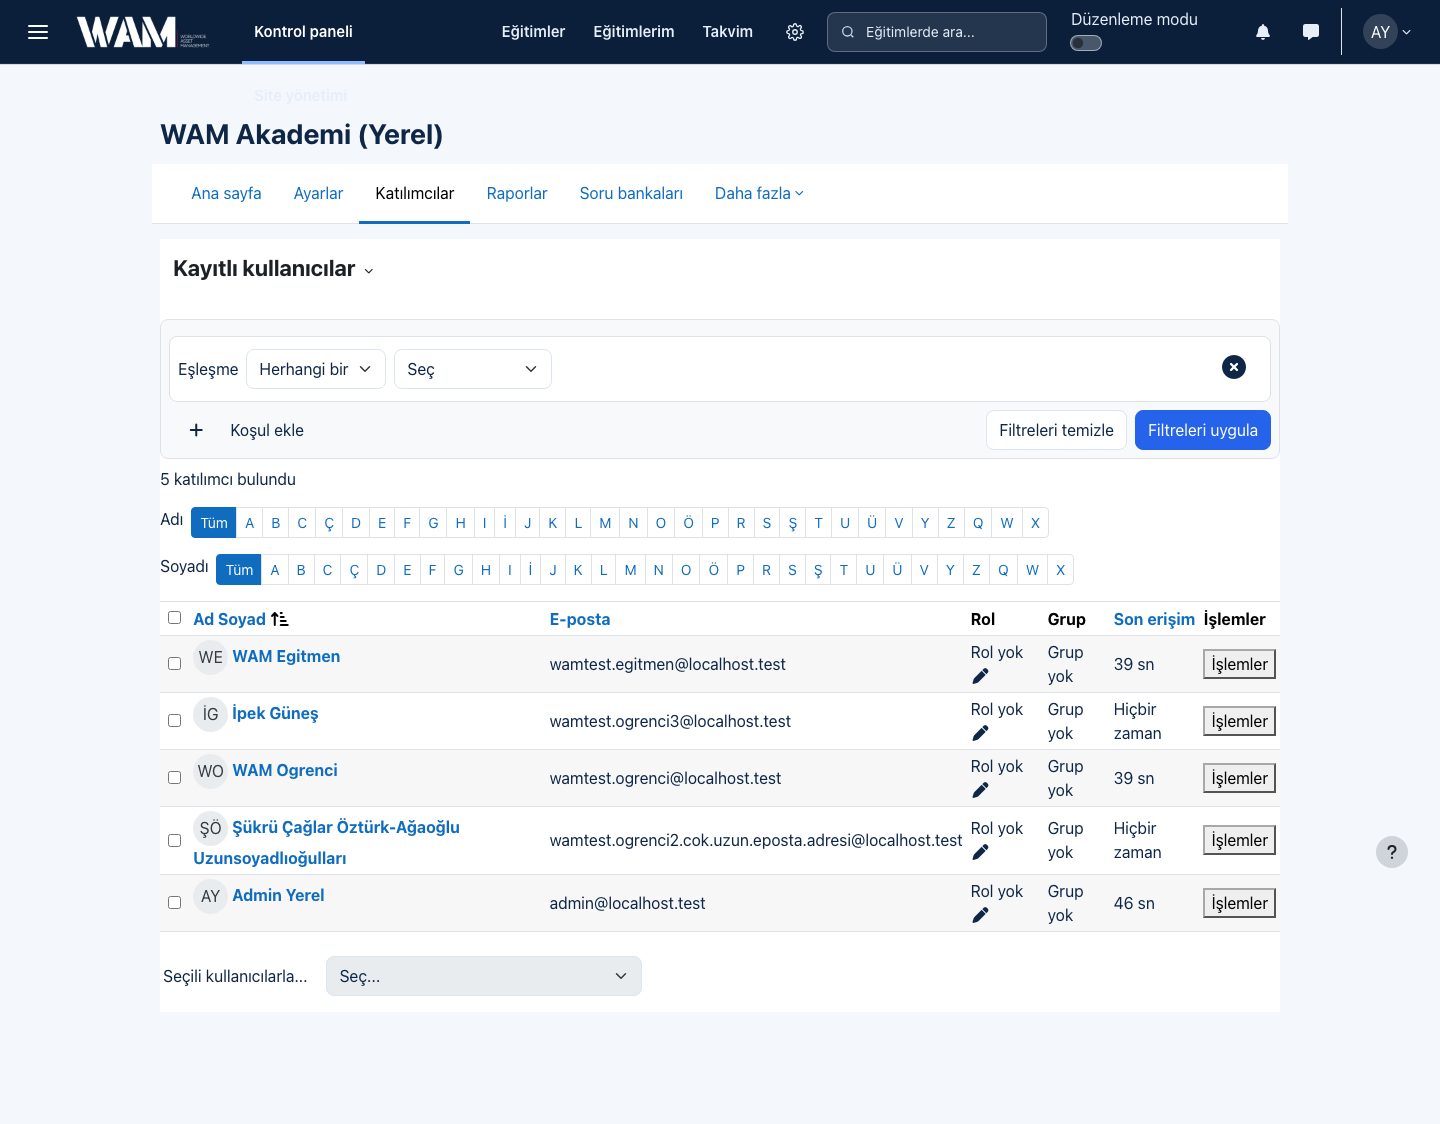 WAM WORLDWIDE ASSET MANAGEMENT Kontrol paneli Eğitimler Eğitimlerim Takvim Eğitimlerde ara... Düzenleme modu AY
Site yönetimi
WAM Akademi (Yerel)
Ana sayfa Ayarlar Katılımcılar Raporlar Soru bankaları Daha fazla
Kayıtlı kullanıcılar
Eşleşme Herhangi bir Seç
Koşul ekle Filtreleri temizle Filtreleri uygula
5 katılımcı bulundu
Adı Tüm A B C Ç D E F G H I İ J K L M N O Ö P R S Ş T U Ü V Y Z Q W X
Soyadı Tüm A B C Ç D E F G H I İ J K L M N O Ö P R S Ş T U Ü V Y Z Q W X
Ad Soyad E-posta Rol Grup Son erişim İşlemler
WE WAM Egitmen wamtest.egitmen@localhost.test Rol yok Grup yok 39 sn İşlemler
İG İpek Güneş wamtest.ogrenci3@localhost.test Rol yok Grup yok Hiçbir zaman İşlemler
WO WAM Ogrenci wamtest.ogrenci@localhost.test Rol yok Grup yok 39 sn İşlemler
ŞÖ Şükrü Çağlar Öztürk-Ağaoğlu Uzunsoyadlıoğulları wamtest.ogrenci2.cok.uzun.eposta.adresi@localhost.test Rol yok Grup yok Hiçbir zaman İşlemler
AY Admin Yerel admin@localhost.test Rol yok Grup yok 46 sn İşlemler
?
Seçili kullanıcılarla... Seç...